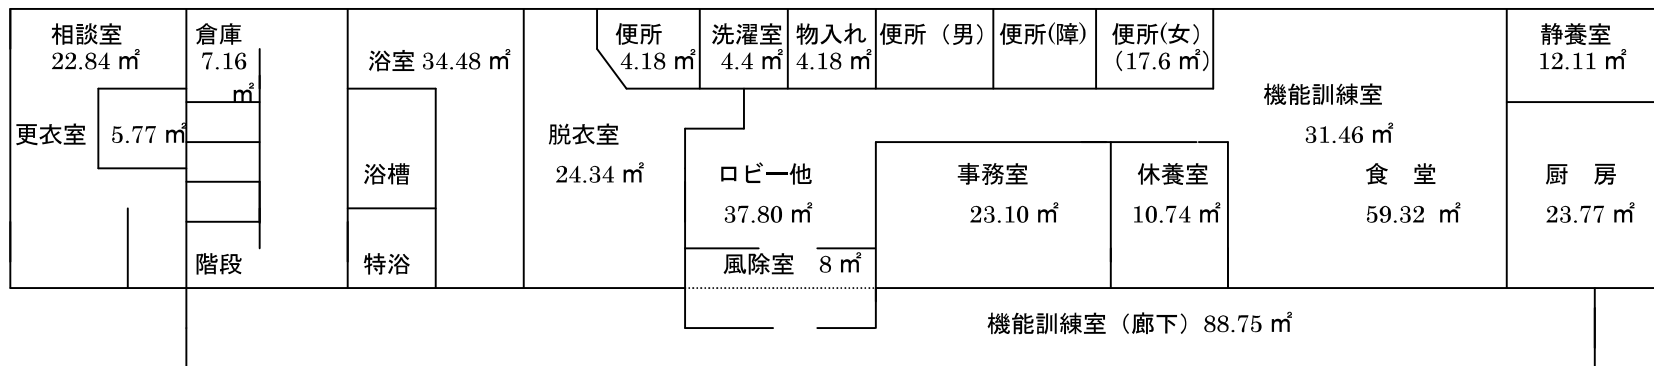 相談室
22.84 ㎡
倉庫
7.16
㎡
浴室 34.48 ㎡
便所
4.18 ㎡
洗濯室
4.4 ㎡
物入れ
4.18 ㎡
便所（男）
便所(障)
便所(女）
（17.6 ㎡）
静養室
12.11 ㎡
機能訓練室
31.46 ㎡
更衣室 5.77 ㎡
脱衣室
24.34 ㎡
浴槽
ロビー他
37.80 ㎡
事務室
23.10 ㎡
休養室
10.74 ㎡
食　堂
59.32 ㎡
厨　房
23.77 ㎡
階段
特浴
風除室 8 ㎡
機能訓練室（廊下）88.75 ㎡